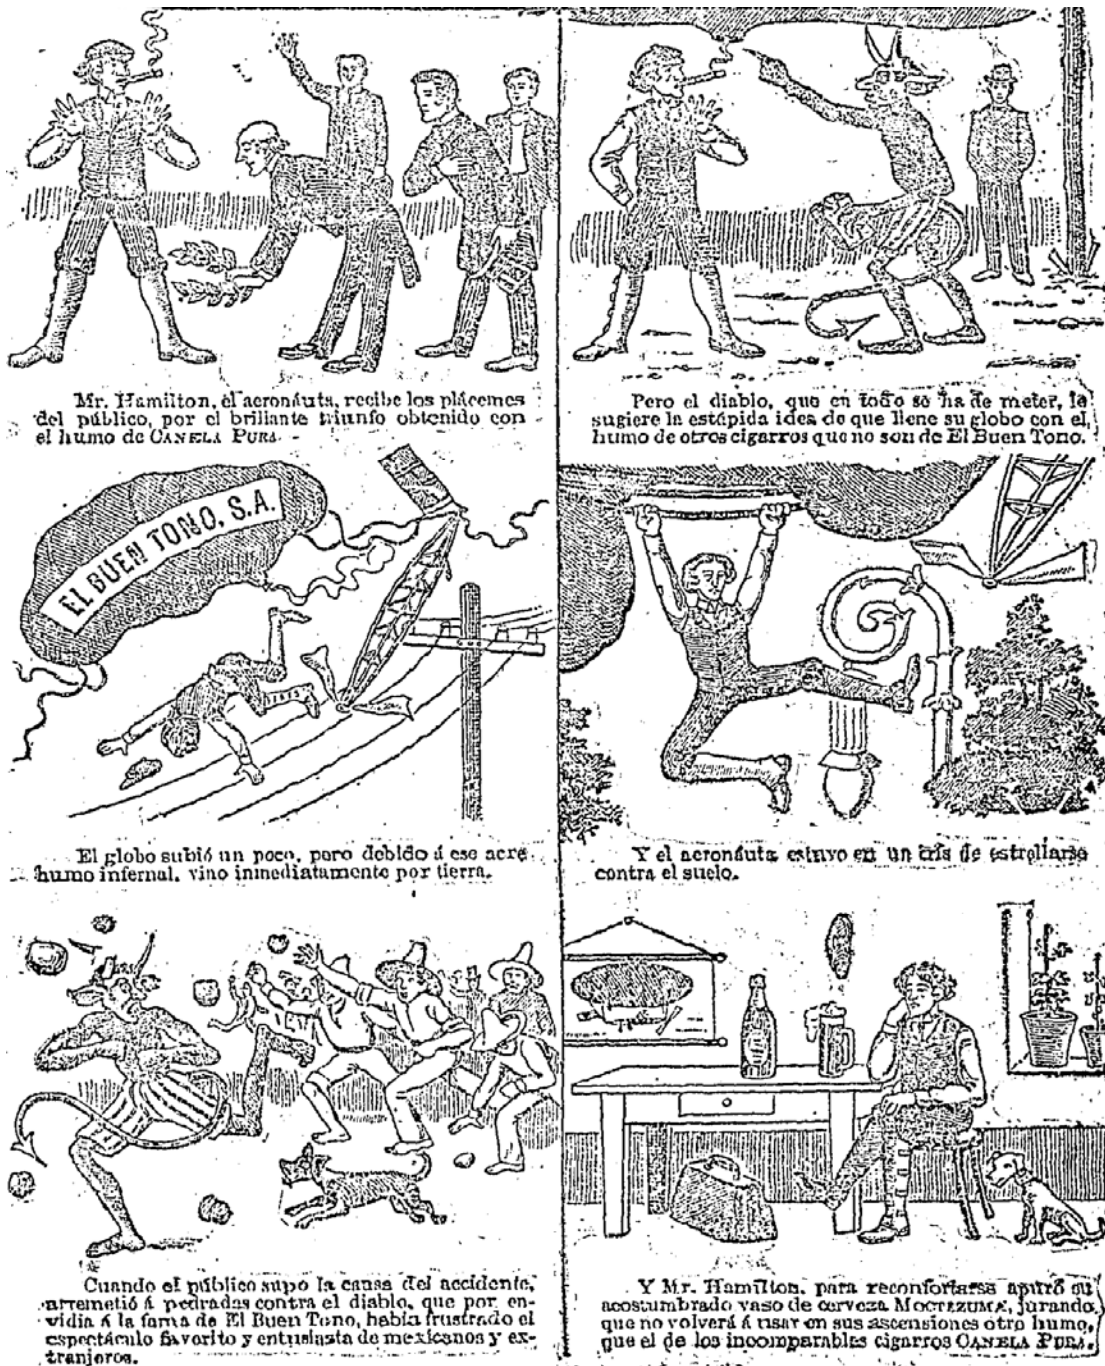 Mr. Hamilton, el aeronáuta, recibe los plácemes
del público, por el brillante triunfo obtenido con
el humo de CANELA PURA.
Pero el diablo, que en todo se ha de meter, le
sugiere la estúpida idea de que llene su globo con el
humo de otros cigarros que no son de El Buen Tono.
EL BUEN TONO, S.A.
El globo subió un poco, pero debido á ese acre
humo infernal, vino inmediatamente por tierra.
Y el aeronáuta estuvo en un tris de estrellarse
contra el suelo.
Cuando el público supo la causa del accidente,
arremetió á pedradas contra el diablo, que por en-
vidia á la fama de El Buen Tono, había frustrado el
espectáculo favorito y entusiasta de mexicanos y ex-
tranjeros.
Y Mr. Hamilton, para reconfortarse apuró su
acostumbrado vaso de cerveza MOCTEZUMA, jurando,
que no volverá á usar en sus ascensiones otro humo,
que el de los incomparables cigarros CANELA PURA.